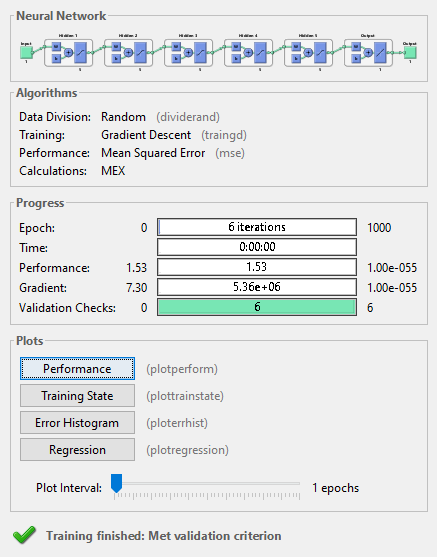 Neural Network
Hidden 1 Hidden 2 Hidden 3 Hidden 4 Hidden 5 Output
Input Output
W W W W W W
b b b b b b
1 1
Algorithms
Data Division: Random (dividerand)
Training: Gradient Descent (traingd)
Performance: Mean Squared Error (mse)
Calculations: MEX
Progress
Epoch: 0 6 iterations 1000
Time: 0:00:00
Performance: 1.53 1.53 1.00e-055
Gradient: 7.30 5.36e+06 1.00e-055
Validation Checks: 0 6 6
Plots
Performance (plotperform)
Training State (plottrainstate)
Error Histogram (ploterrhist)
Regression (plotregression)
Plot Interval: 1 epochs
Training finished: Met validation criterion